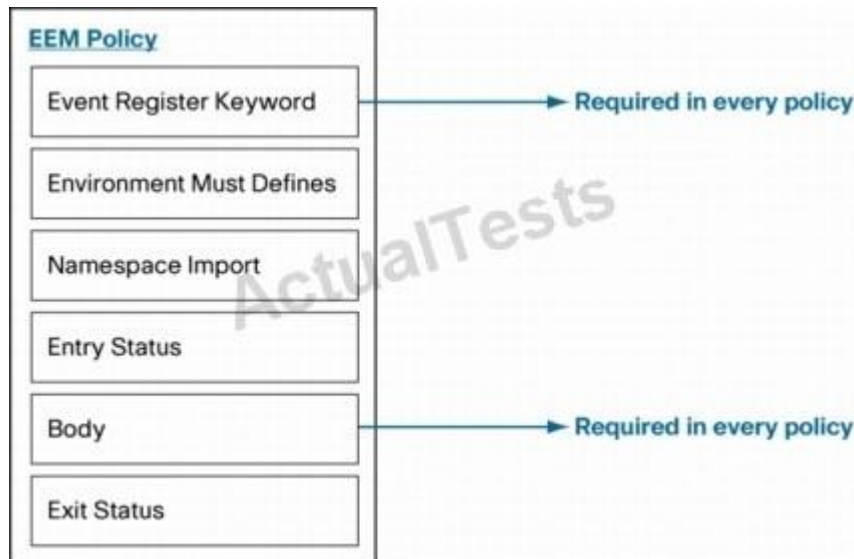 EEM Policy
Event Register Keyword
Required in every policy
Environment Must Defines
ActualTests
Namespace Import
Entry Status
Body
Required in every policy
Exit Status